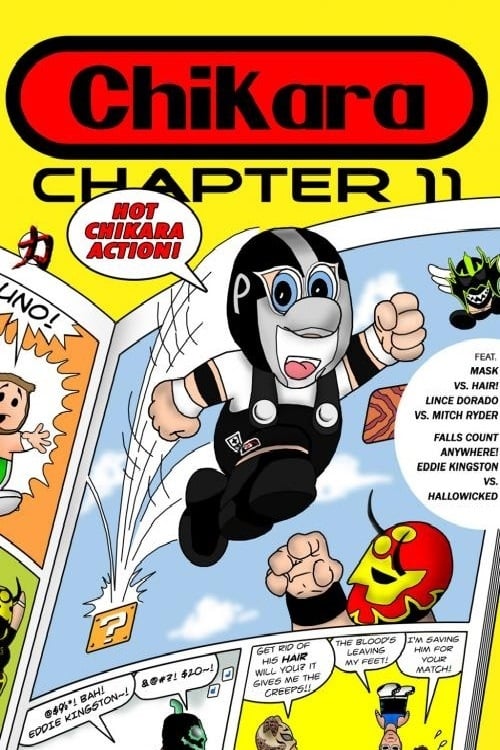 ChiKara
CHAPTER 11
HOT
CHIKARA
ACTION!
力
UNO!
P
FEAT.
MASK
VS. HAIR!
LINCE DORADO
VS. MITCH RYDER
FALLS COUNT
ANYWHERE!
EDDIE KINGSTON
VS.
HALLOWICKED
?
@$%*! BAH!
EDDIE KINGSTON~!
&@#?! $10~!
GET RID OF
HIS HAIR
WILL YOU? IT
GIVES ME THE
CREEPS!!
THE BLOOD'S
LEAVING
MY FEET!
I'M SAVING
HIM FOR
YOUR
MATCH!
P
P